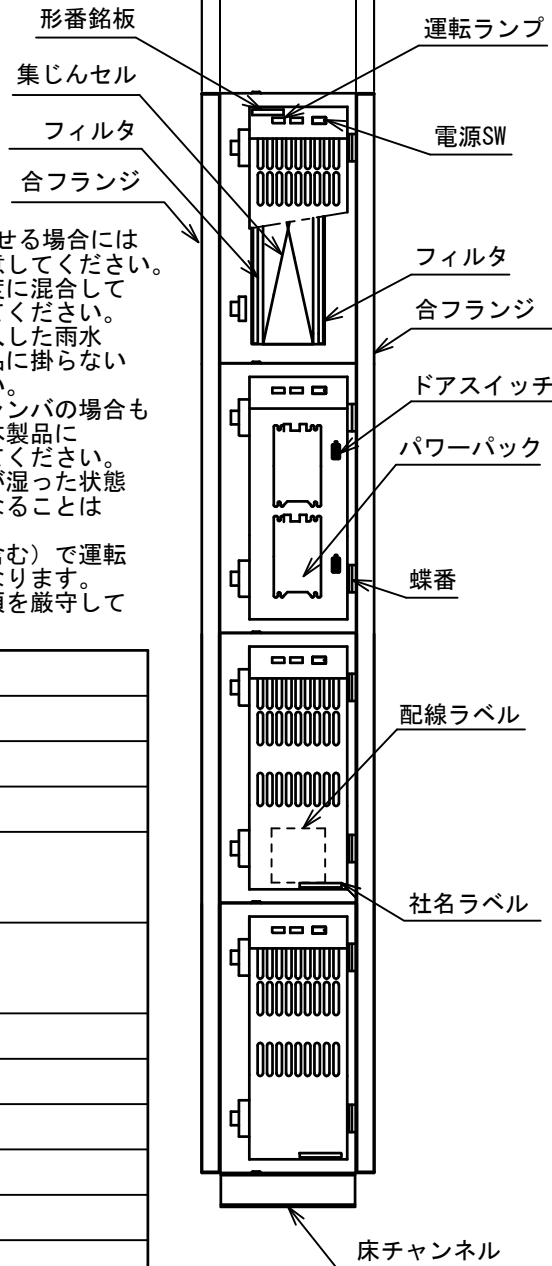 形番銘板
運転ランプ
集じんセル
フィルタ
電源SW
合フランジ
せる場合には
してください。
度に混合して
てください。
した雨水
品に掛らない
い。
ャンバの場合も
本製品に
てください。
が湿った状態
なることは
含む）で運転
なります。
項を厳守して
フィルタ
合フランジ
ドアスイッチ
パワーパック
蝶番
配線ラベル
社名ラベル
床チャンネル